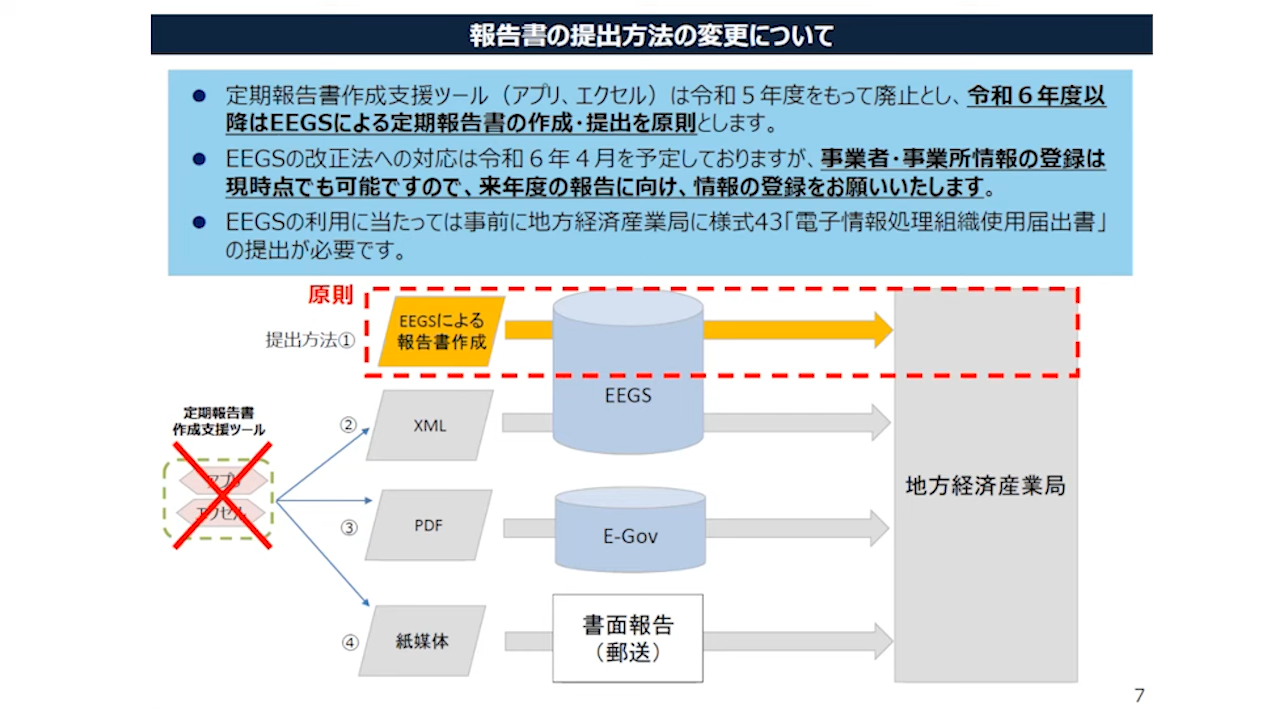 報告書の提出方法の変更について
● 定期報告書作成支援ツール（アプリ、エクセル）は令和５年度をもって廃止とし、令和６年度以
降はEEGSによる定期報告書の作成・提出を原則とします。
● EEGSの改正法への対応は令和６年４月を予定しておりますが、事業者・事業所情報の登録は
現時点でも可能ですので、来年度の報告に向け、情報の登録をお願いいたします。
● EEGSの利用に当たっては事前に地方経済産業局に様式43「電子情報処理組織使用届出書」
の提出が必要です。
原則
提出方法①
EEGSによる
報告書作成
EEGS
定期報告書
作成支援ツール
アプリ
エクセル
②
XML
地方経済産業局
③
PDF
E-Gov
④
紙媒体
書面報告
（郵送）
7